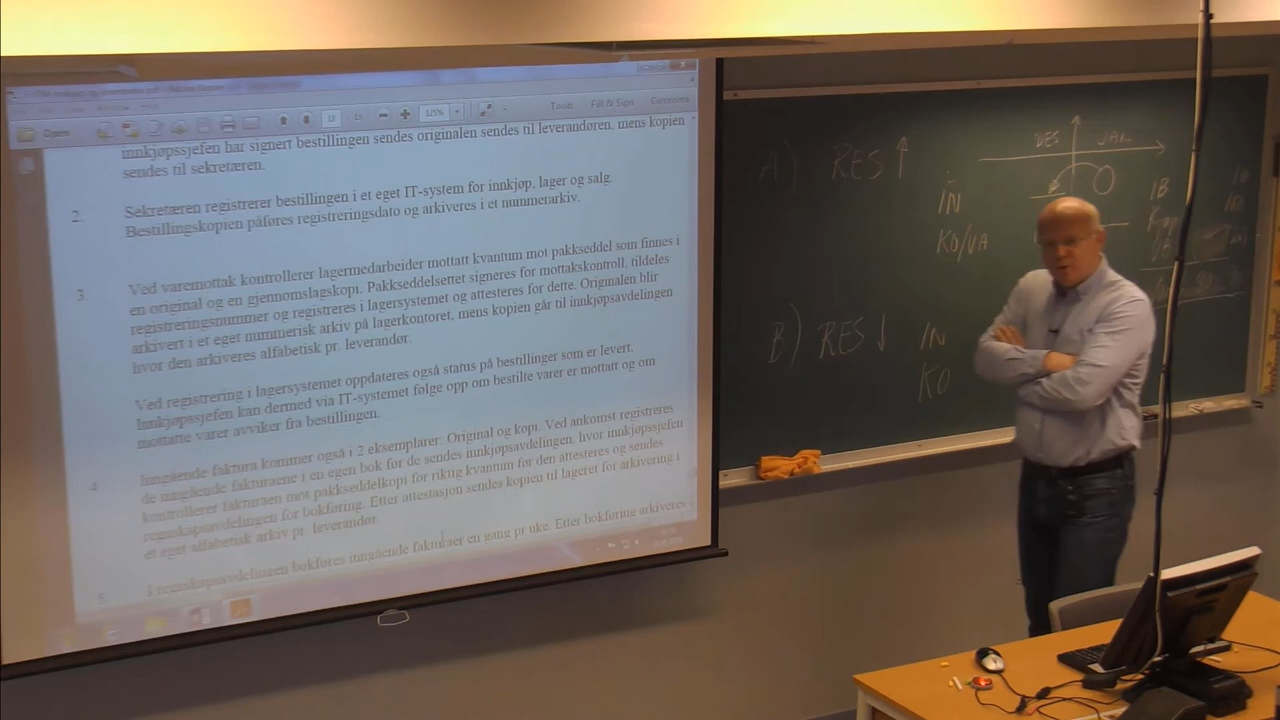 Open
125%
Tools
Fill & Sign
Comment
innkjøpssjefen har signert bestillingen sendes originalen sendes til leverandøren, mens kopien
sendes til sekretæren.
2. Sekretæren registrerer bestillingen i et eget IT-system for innkjøp, lager og salg.
Bestillingskopien påføres registreringsdato og arkiveres i et nummerarkiv.
3. Ved varemottak kontrollerer lagermedarbeider mottatt kvantum mot pakkseddel som finnes i
en original og en gjennomslagskopi. Pakkseddelsettet signeres for mottakskontroll, tildeles
registreringsnummer og registreres i lagersystemet og attesteres for dette. Originalen blir
arkivert i et eget nummerisk arkiv på lagerkontoret, mens kopien går til innkjøpsavdelingen
hvor den arkiveres alfabetisk pr. leverandør.
Ved registrering i lagersystemet oppdateres også status på bestillinger som er levert.
Innkjøpssjefen kan dermed via IT-systemet følge opp om bestilte varer er mottatt og om
mottatte varer avviker fra bestillingen.
4. Inngående faktura kommer også i 2 eksemplarer: Original og kopi. Ved ankomst registreres
de inngående fakturaene i en egen bok før de sendes innkjøpsavdelingen, hvor innkjøpssjefen
kontrollerer fakturaen mot pakkseddelkopi for riktig kvantum før den attesteres og sendes
regnskapsavdelingen for bokføring. Etter attestasjon sendes kopien til lageret for arkivering i
et eget alfabetisk arkiv pr. leverandør.
5. I regnskapsavdelingen bokføres inngående fakturaer en gang pr uke. Etter bokføring arkiveres
A) RES ↑
IN
KO/VA
DES
JAN.
IB
B) RES ↓
IN
KO